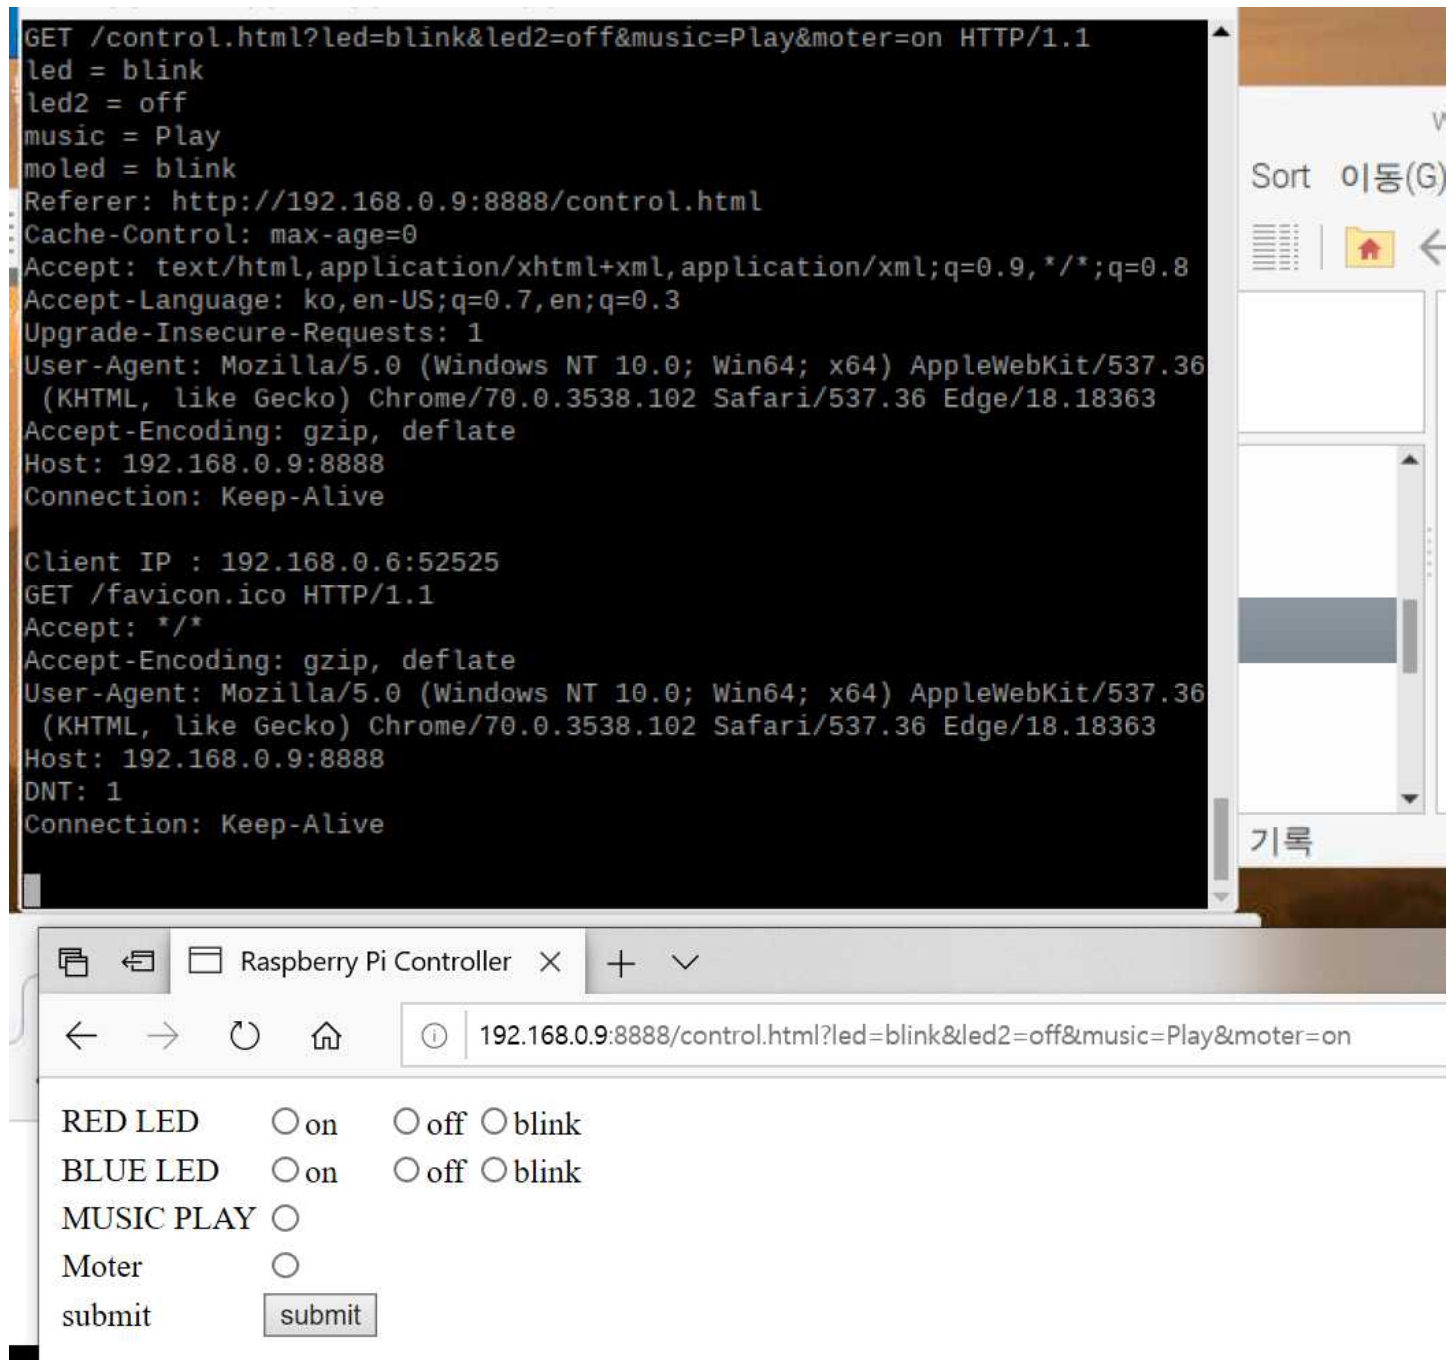 GET /control.html?led=blink&led2=off&music=Play&moter=on HTTP/1.1
led = blink
led2 = off
music = Play
moled = blink
Referer: http://192.168.0.9:8888/control.html
Cache-Control: max-age=0
Accept: text/html,application/xhtml+xml,application/xml;q=0.9,*/*;q=0.8
Accept-Language: ko,en-US;q=0.7,en;q=0.3
Upgrade-Insecure-Requests: 1
User-Agent: Mozilla/5.0 (Windows NT 10.0; Win64; x64) AppleWebKit/537.36
(KHTML, like Gecko) Chrome/70.0.3538.102 Safari/537.36 Edge/18.18363
Accept-Encoding: gzip, deflate
Host: 192.168.0.9:8888
Connection: Keep-Alive
Client IP : 192.168.0.6:52525
GET /favicon.ico HTTP/1.1
Accept: */*
Accept-Encoding: gzip, deflate
User-Agent: Mozilla/5.0 (Windows NT 10.0; Win64; x64) AppleWebKit/537.36
(KHTML, like Gecko) Chrome/70.0.3538.102 Safari/537.36 Edge/18.18363
Host: 192.168.0.9:8888
DNT: 1
Connection: Keep-Alive
Sort 이동(G)
기록
Raspberry Pi Controller
192.168.0.9:8888/control.html?led=blink&led2=off&music=Play&moter=on
RED LED on off blink
BLUE LED on off blink
MUSIC PLAY
Moter
submit submit